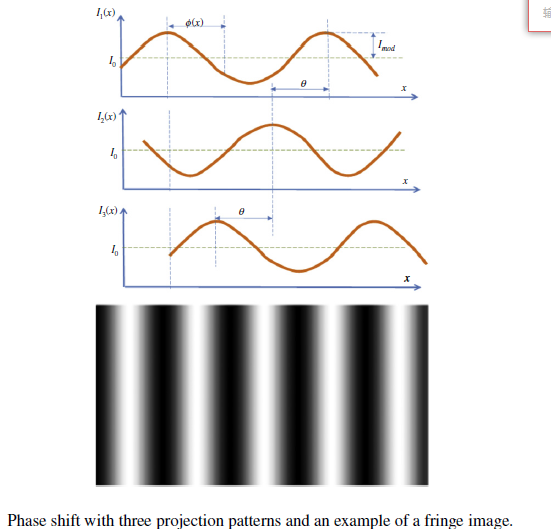 I₁(x)
ϕ(x)
Iₘₒd
I₀
θ
x
I₂(x)
I₀
x
I₃(x)
θ
I₀
x
Phase shift with three projection patterns and an example of a fringe image.